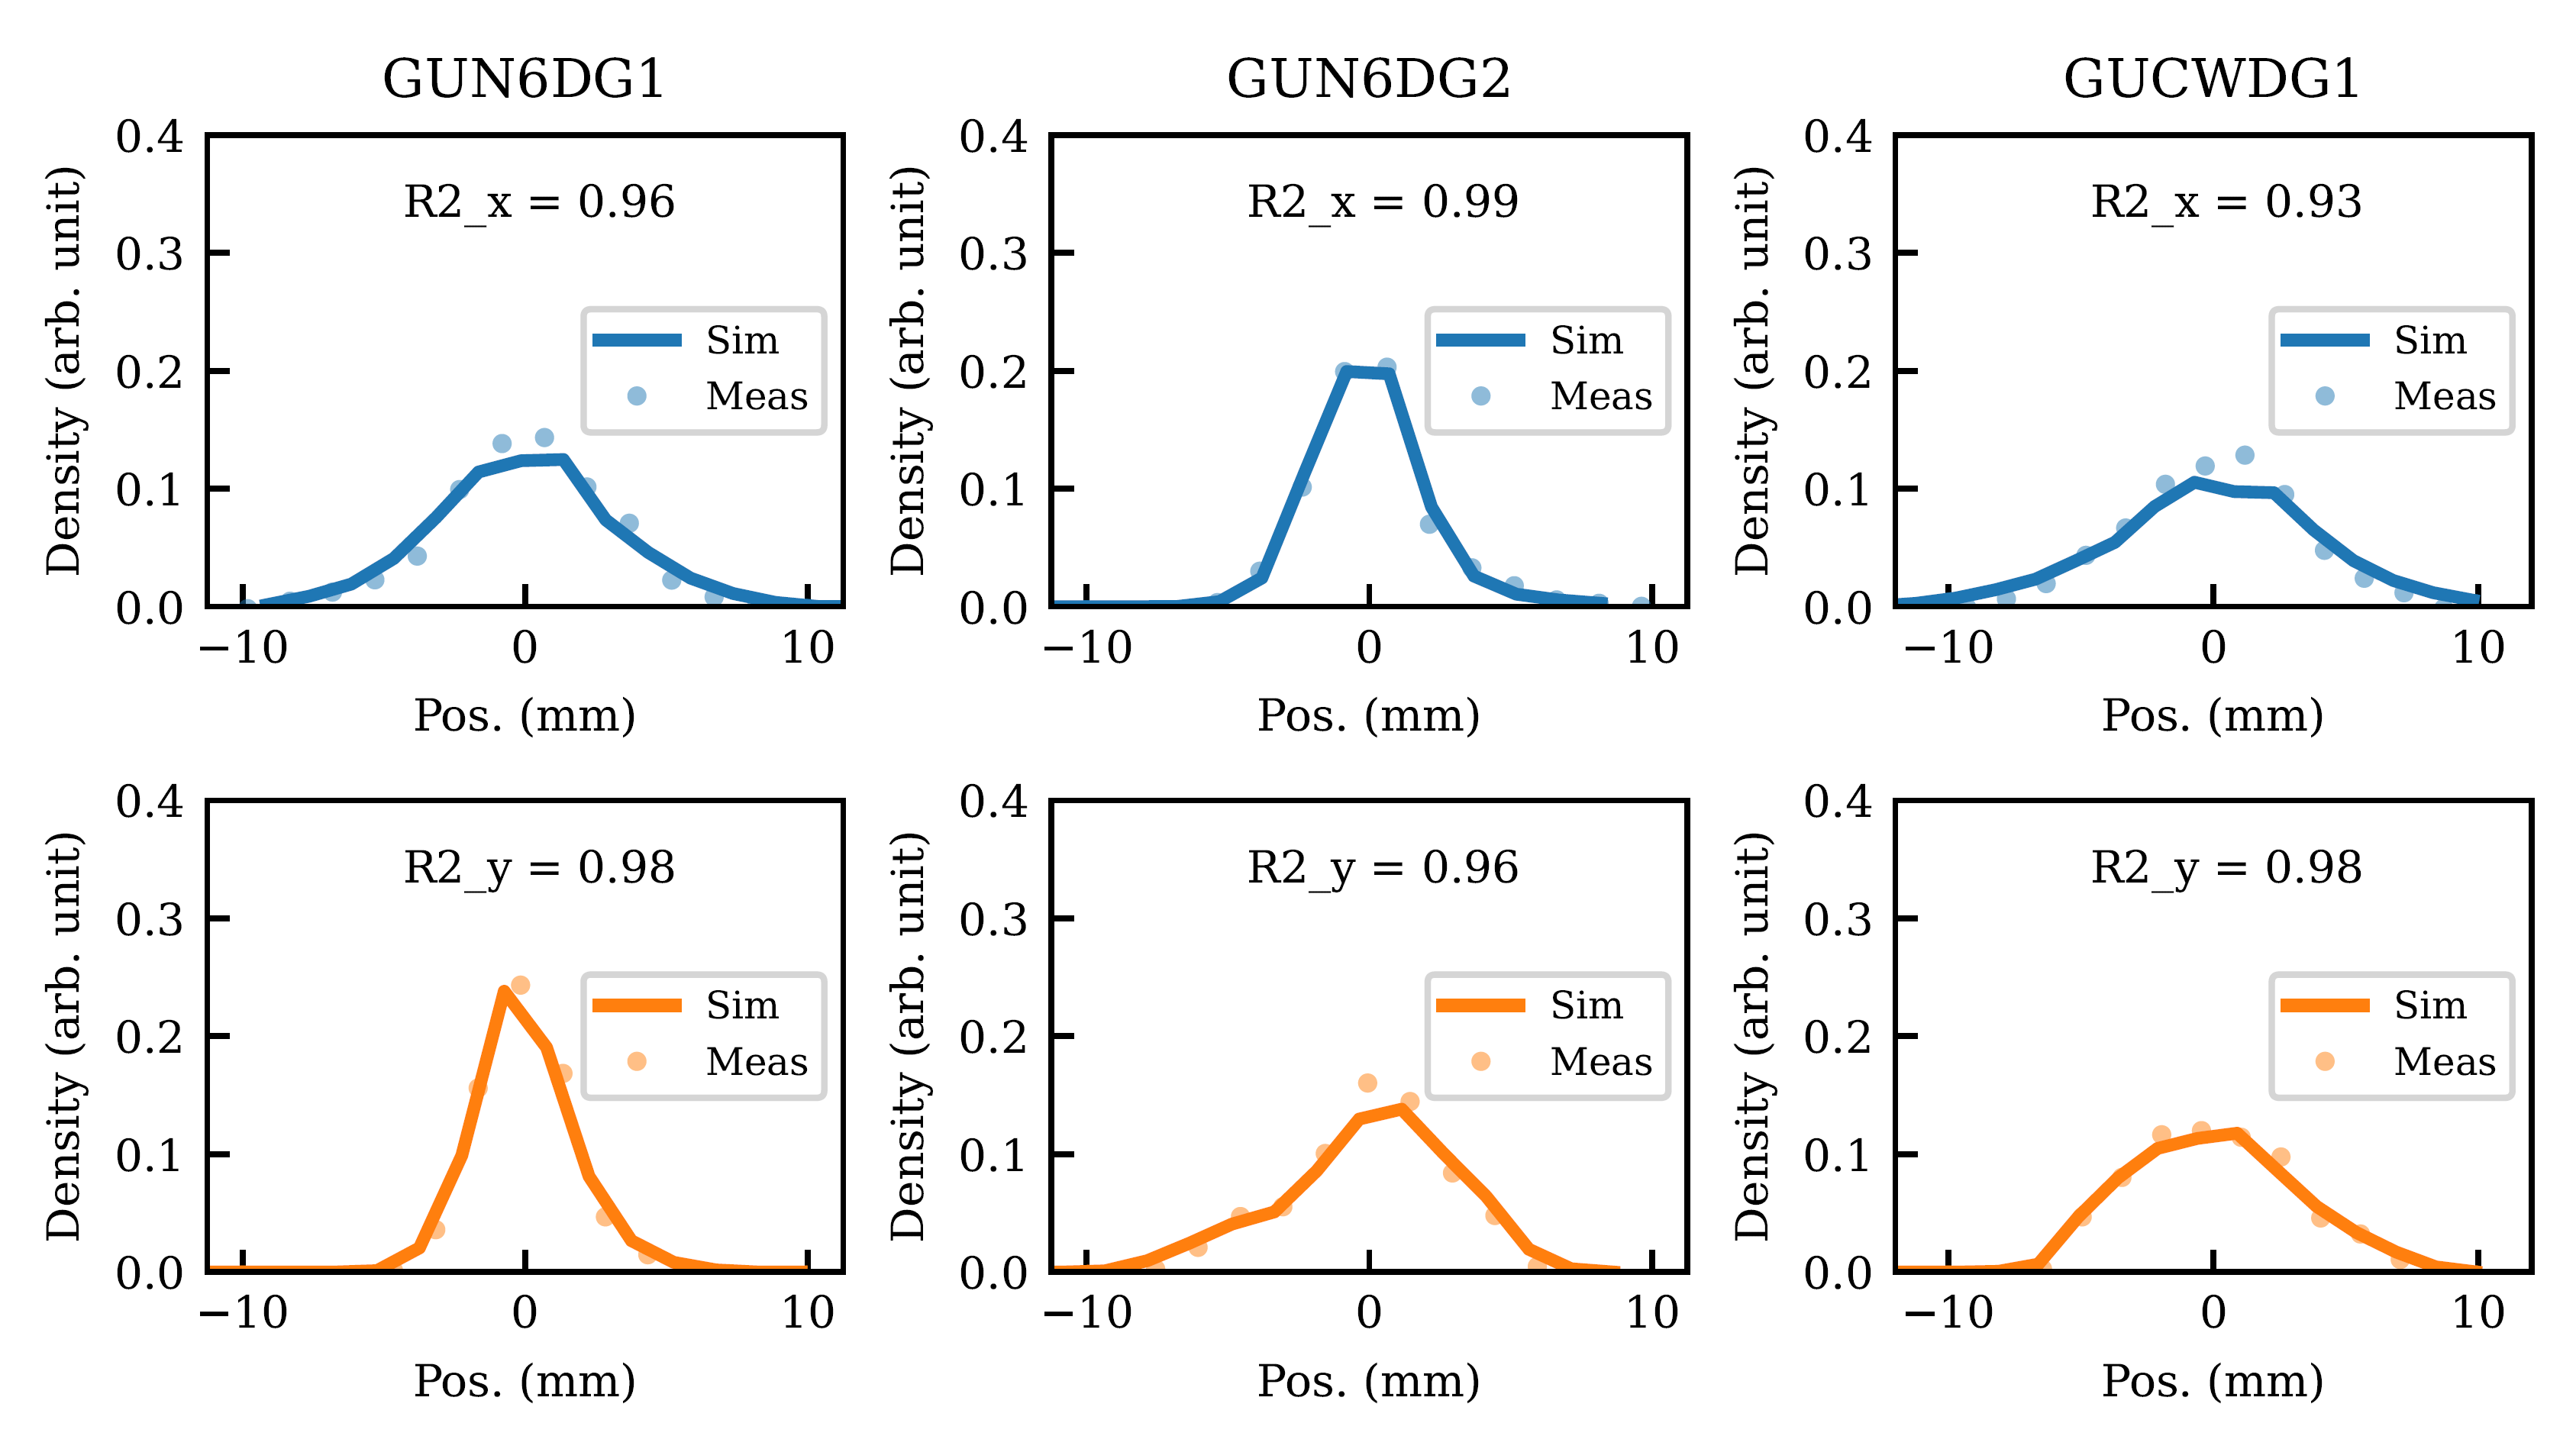 GUN6DG1
0.4
0.3
0.2
0.1
0.0
Density (arb. unit)
R2_x = 0.96
Sim
Meas
−10 0 10
Pos. (mm)
GUN6DG2
0.4
0.3
0.2
0.1
0.0
Density (arb. unit)
R2_x = 0.99
Sim
Meas
−10 0 10
Pos. (mm)
GUCWDG1
0.4
0.3
0.2
0.1
0.0
Density (arb. unit)
R2_x = 0.93
Sim
Meas
−10 0 10
Pos. (mm)
0.4
0.3
0.2
0.1
0.0
Density (arb. unit)
R2_y = 0.98
Sim
Meas
−10 0 10
Pos. (mm)
0.4
0.3
0.2
0.1
0.0
Density (arb. unit)
R2_y = 0.96
Sim
Meas
−10 0 10
Pos. (mm)
0.4
0.3
0.2
0.1
0.0
Density (arb. unit)
R2_y = 0.98
Sim
Meas
−10 0 10
Pos. (mm)